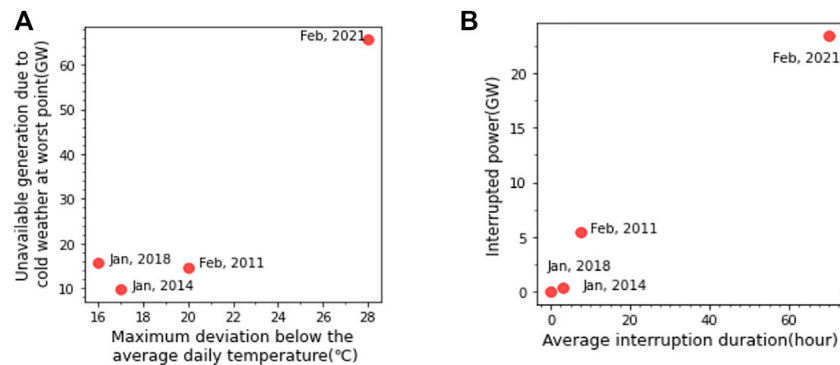 A
Unavailable generation due to
cold weather at worst point(GW)
60
50
40
30
20
10
Feb, 2021
Jan, 2018
Feb, 2011
Jan, 2014
16 18 20 22 24 26 28
Maximum deviation below the
average daily temperature(°C)
B
Interrupted power(GW)
20
15
10
5
0
Feb, 2021
Feb, 2011
Jan, 2018
Jan, 2014
0 20 40 60
Average interruption duration(hour)